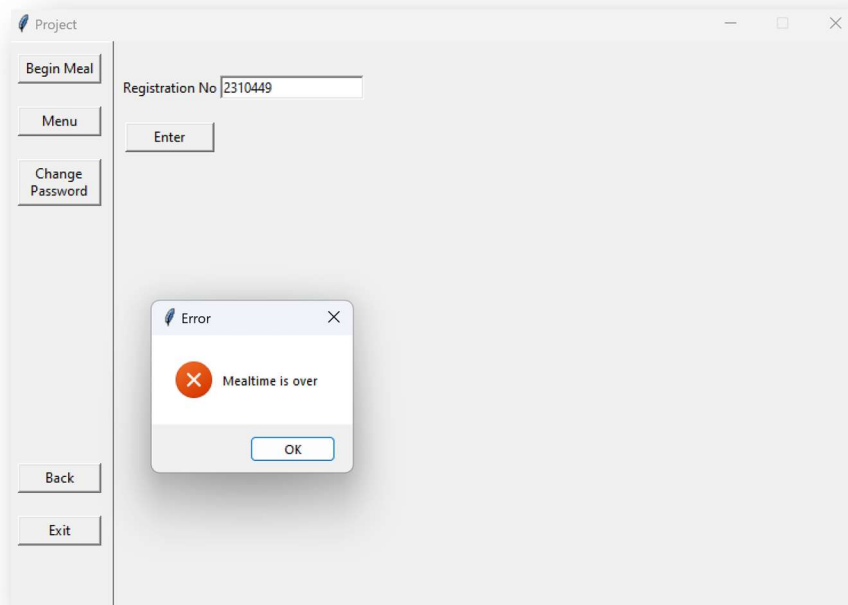 Project
Begin Meal
Registration No 2310449
Menu
Enter
Change
Password
Error
Mealtime is over
OK
Back
Exit